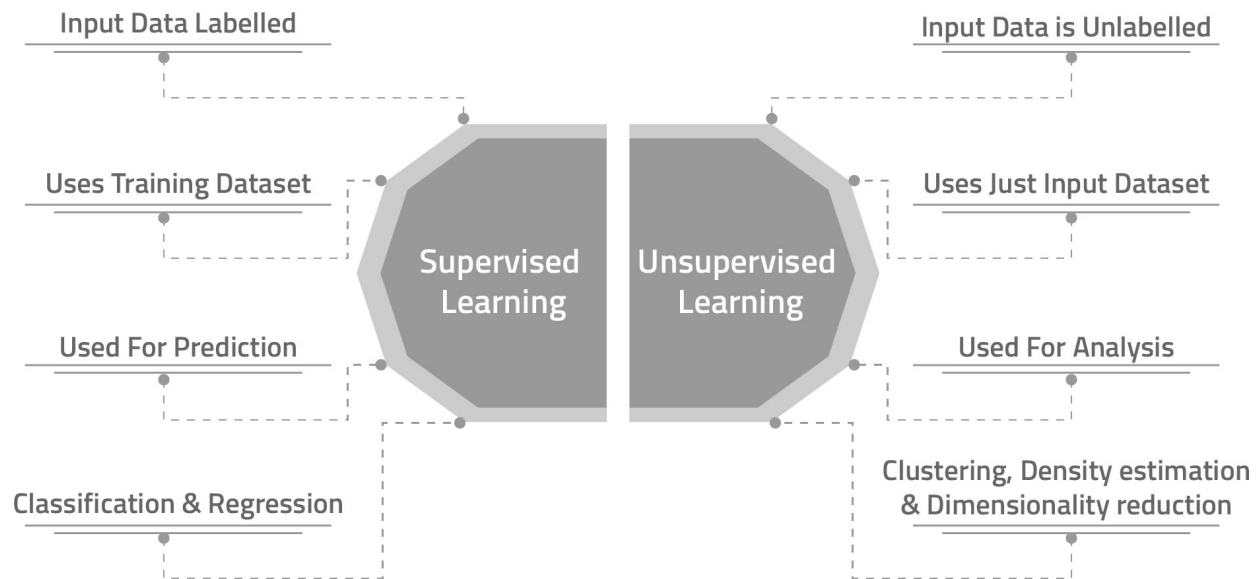 Input Data Labelled
Uses Training Dataset
Used For Prediction
Classification & Regression
Supervised
Learning
Unsupervised
Learning
Input Data is Unlabelled
Uses Just Input Dataset
Used For Analysis
Clustering, Density estimation
& Dimensionality reduction